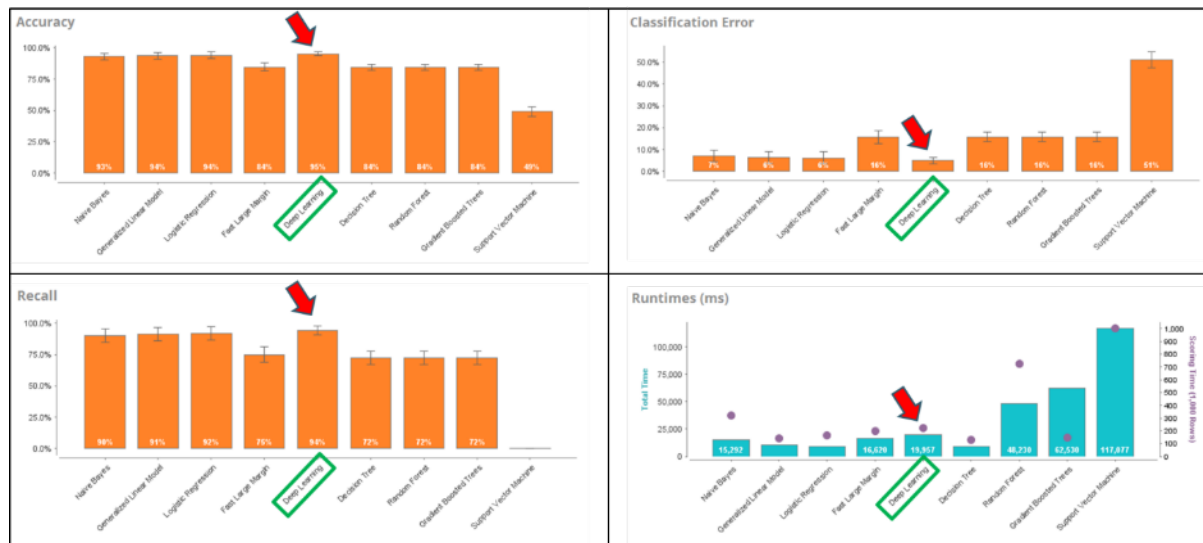 Accuracy
100.0%
75.0%
50.0%
25.0%
0.0%
93%
94%
94%
84%
95%
84%
84%
84%
49%
Naive Bayes
Generalized Linear Model
Logistic Regression
Fast Large Margin
Deep Learning
Decision Tree
Random Forest
Gradient Boosted Trees
Support Vector Machine
Classification Error
50.0%
40.0%
30.0%
20.0%
10.0%
0.0%
7%
6%
6%
16%
5%
16%
16%
16%
51%
Naive Bayes
Generalized Linear Model
Logistic Regression
Fast Large Margin
Deep Learning
Decision Tree
Random Forest
Gradient Boosted Trees
Support Vector Machine
Recall
100.0%
75.0%
50.0%
25.0%
0.0%
90%
91%
92%
75%
94%
72%
72%
72%
Naive Bayes
Generalized Linear Model
Logistic Regression
Fast Large Margin
Deep Learning
Decision Tree
Random Forest
Gradient Boosted Trees
Support Vector Machine
Runtimes (ms)
Total Time
100,000
75,000
50,000
25,000
0
15,292
16,620
19,957
48,230
62,530
117,077
1,000
900
800
700
600
500
400
300
200
100
0
Scoring Time (1,000 Rows)
Naive Bayes
Generalized Linear Model
Logistic Regression
Fast Large Margin
Deep Learning
Decision Tree
Random Forest
Gradient Boosted Trees
Support Vector Machine